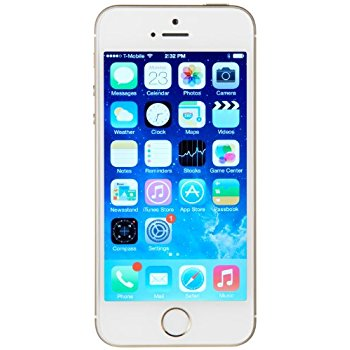 T-Mobile 2:32 PM
23
Messages Calendar Photos Camera
Weather Clock Maps Videos
Notes Reminders Stocks Game Center
Newsstand iTunes Store App Store Passbook
1
Compass Settings
Phone Mail Safari Music